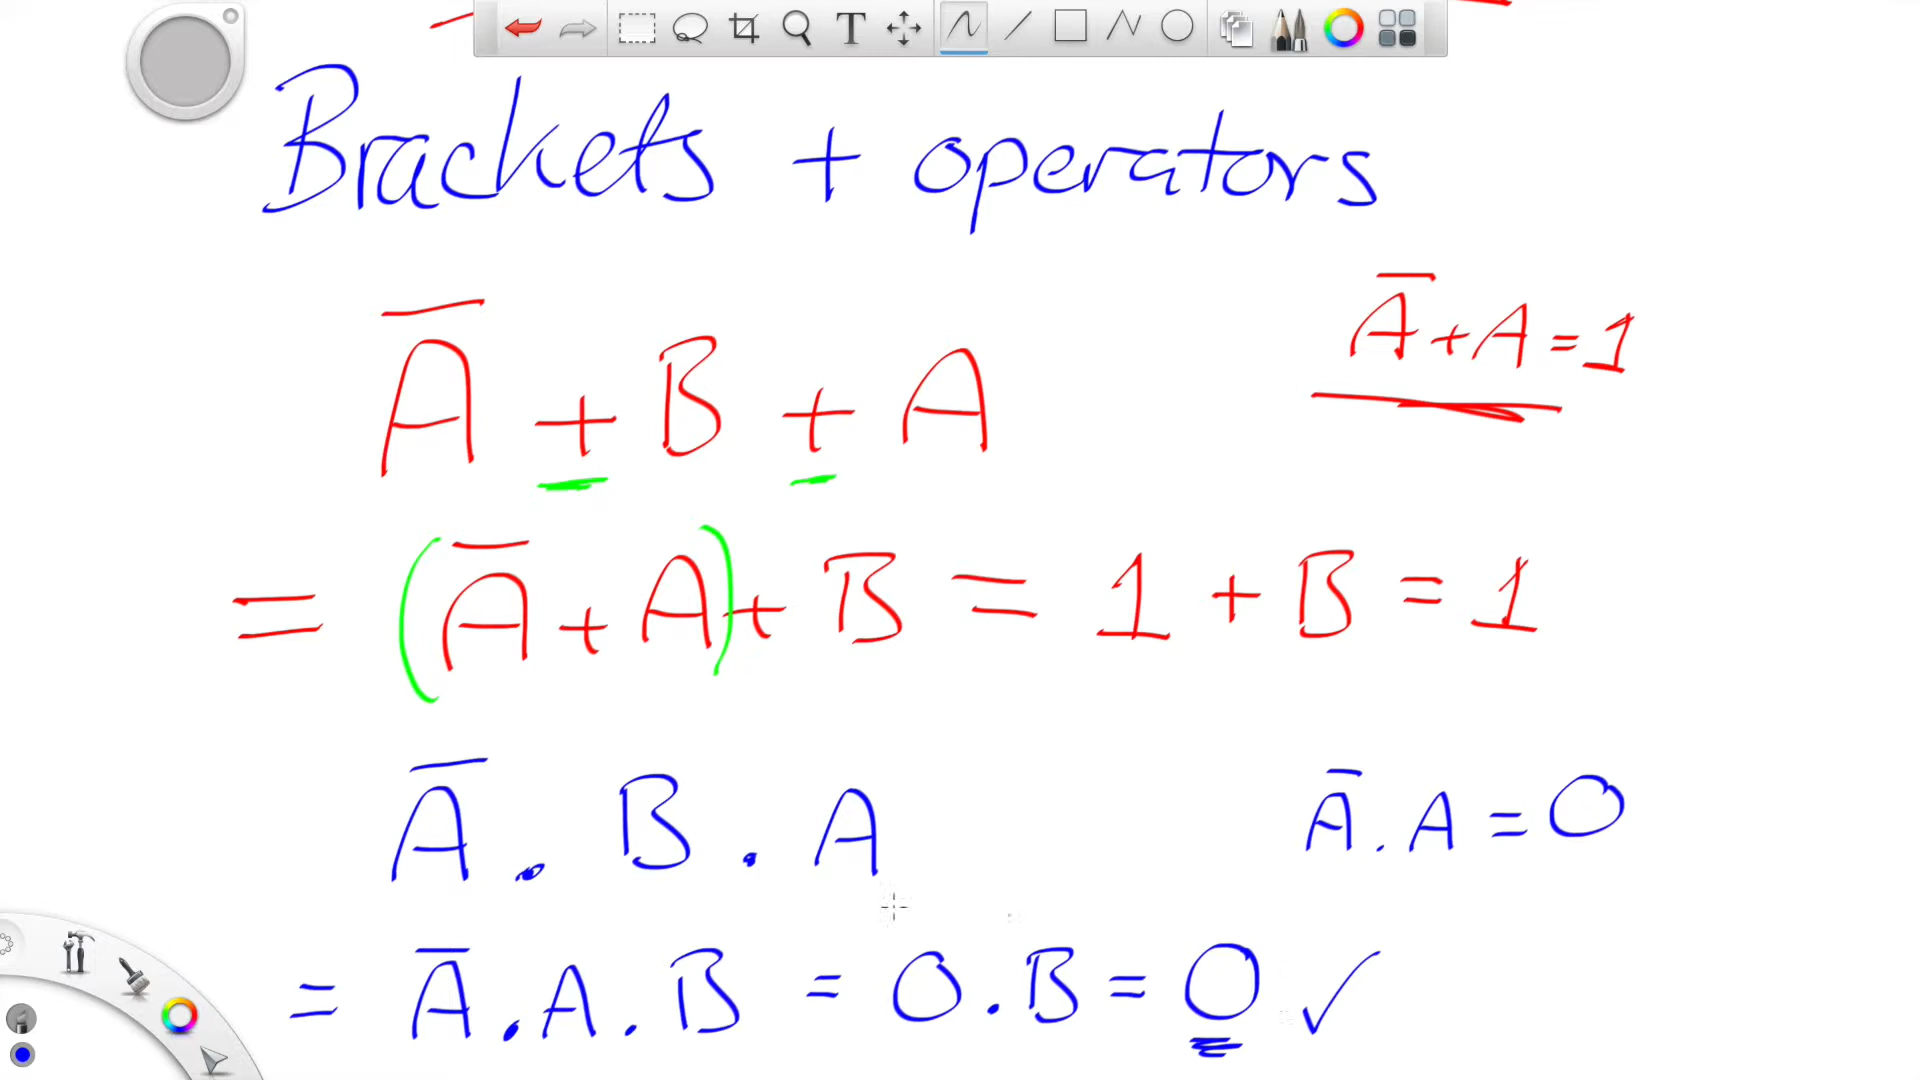 T
Brackets + operators
A̅ + B + A
A̅ + A = 1
= (A̅ + A) + B = 1 + B = 1
A̅ . B . A
A̅ . A = 0
= A̅ . A . B = 0 . B = 0 ✓